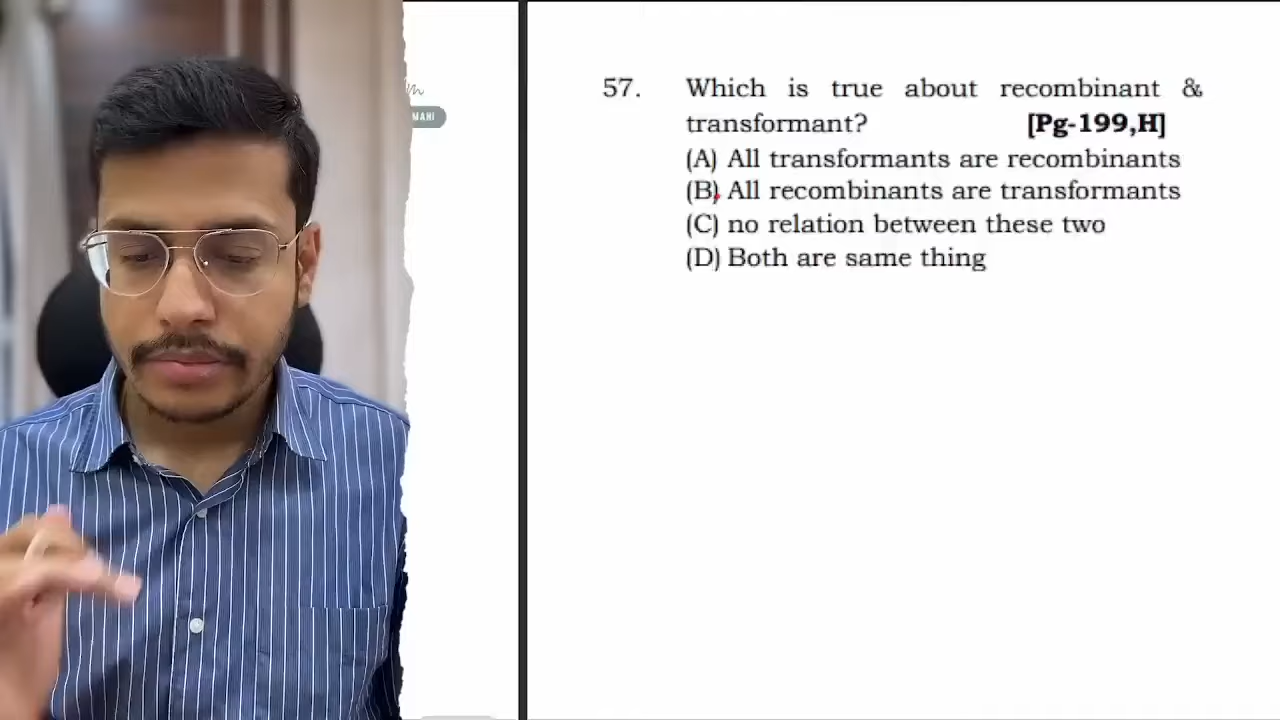 m
MAHI
57. Which is true about recombinant &
transformant? [Pg-199,H]
(A) All transformants are recombinants
(B) All recombinants are transformants
(C) no relation between these two
(D) Both are same thing